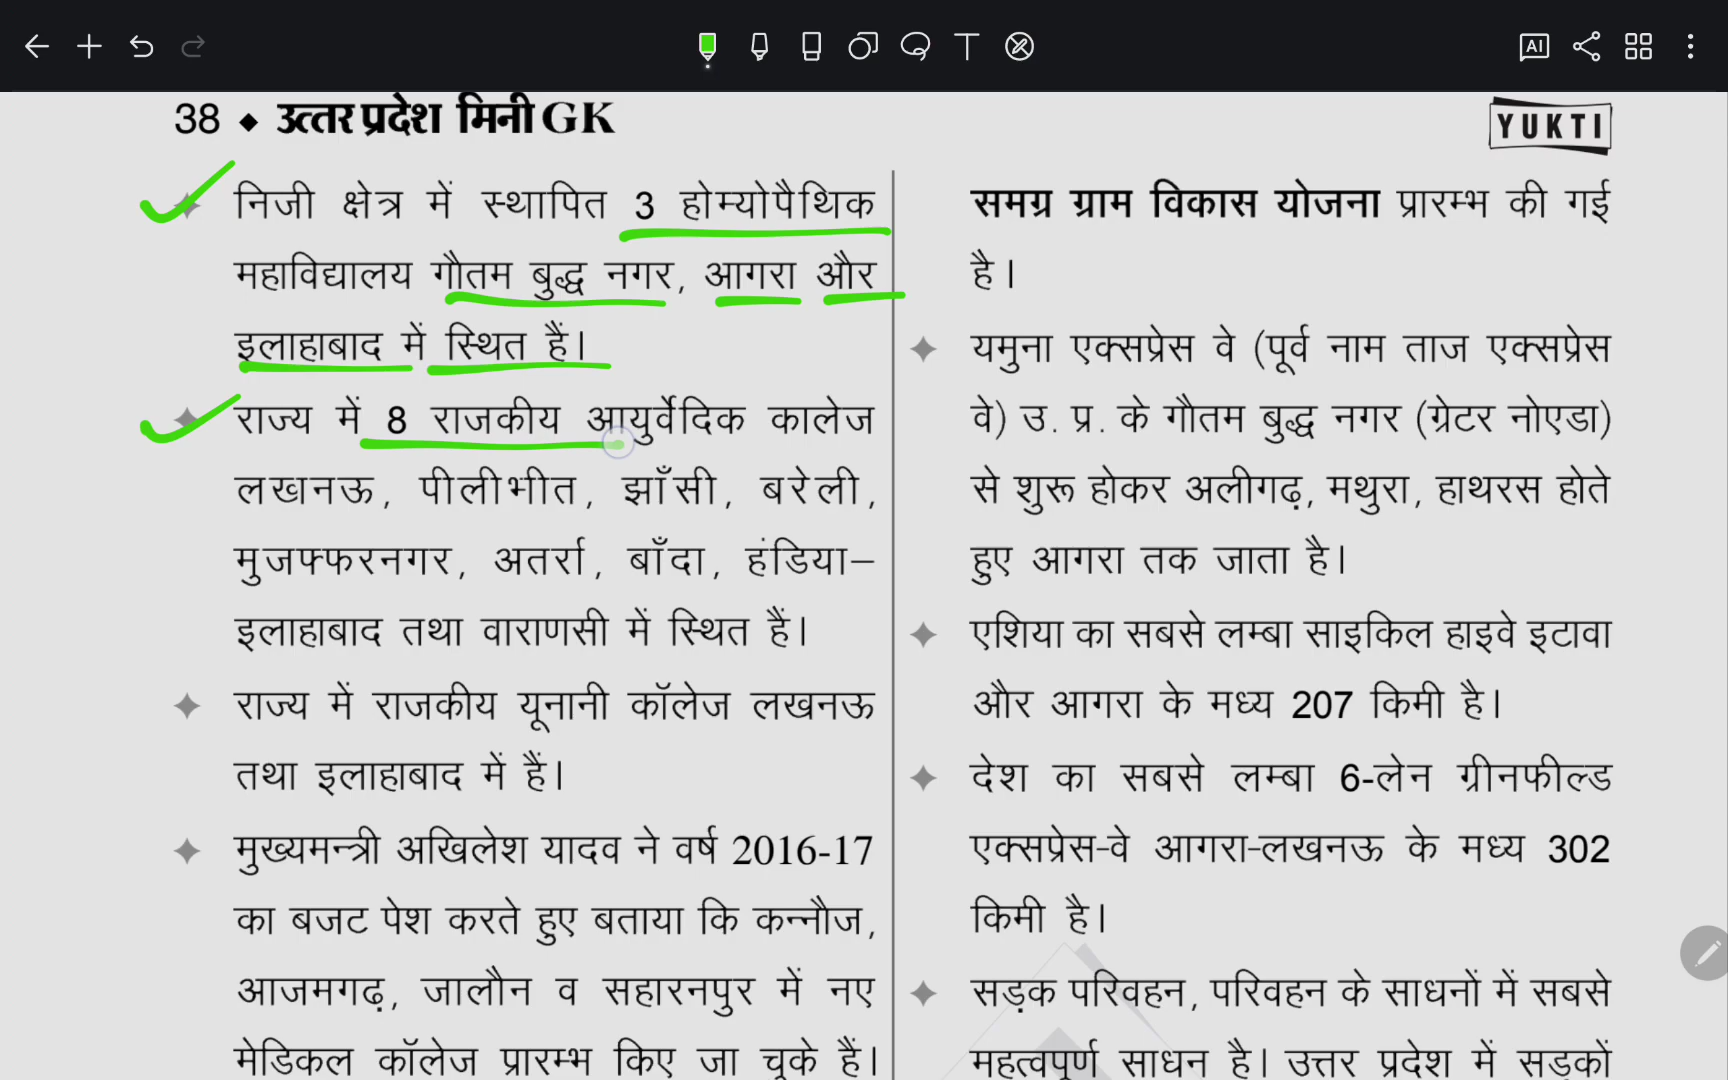 38 ◆ उत्तर प्रदेश मिनी GK
YUKTI
निजी क्षेत्र में स्थापित 3 होम्योपैथिक
महाविद्यालय गौतम बुद्ध नगर, आगरा और
इलाहाबाद में स्थित हैं।
राज्य में 8 राजकीय आयुर्वेदिक कालेज
लखनऊ, पीलीभीत, झाँसी, बरेली,
मुजफ्फरनगर, अतर्रा, बाँदा, हंडिया–
इलाहाबाद तथा वाराणसी में स्थित हैं।
राज्य में राजकीय यूनानी कॉलेज लखनऊ
तथा इलाहाबाद में हैं।
मुख्यमन्त्री अखिलेश यादव ने वर्ष 2016-17
का बजट पेश करते हुए बताया कि कन्नौज,
आजमगढ़, जालौन व सहारनपुर में नए
मेडिकल कॉलेज प्रारम्भ किए जा चुके हैं।
समग्र ग्राम विकास योजना प्रारम्भ की गई
है।
यमुना एक्सप्रेस वे (पूर्व नाम ताज एक्सप्रेस
वे) उ. प्र. के गौतम बुद्ध नगर (ग्रेटर नोएडा)
से शुरू होकर अलीगढ़, मथुरा, हाथरस होते
हुए आगरा तक जाता है।
एशिया का सबसे लम्बा साइकिल हाइवे इटावा
और आगरा के मध्य 207 किमी है।
देश का सबसे लम्बा 6-लेन ग्रीनफील्ड
एक्सप्रेस-वे आगरा-लखनऊ के मध्य 302
किमी है।
सड़क परिवहन, परिवहन के साधनों में सबसे
महत्वपूर्ण साधन है। उत्तर प्रदेश में सड़कों